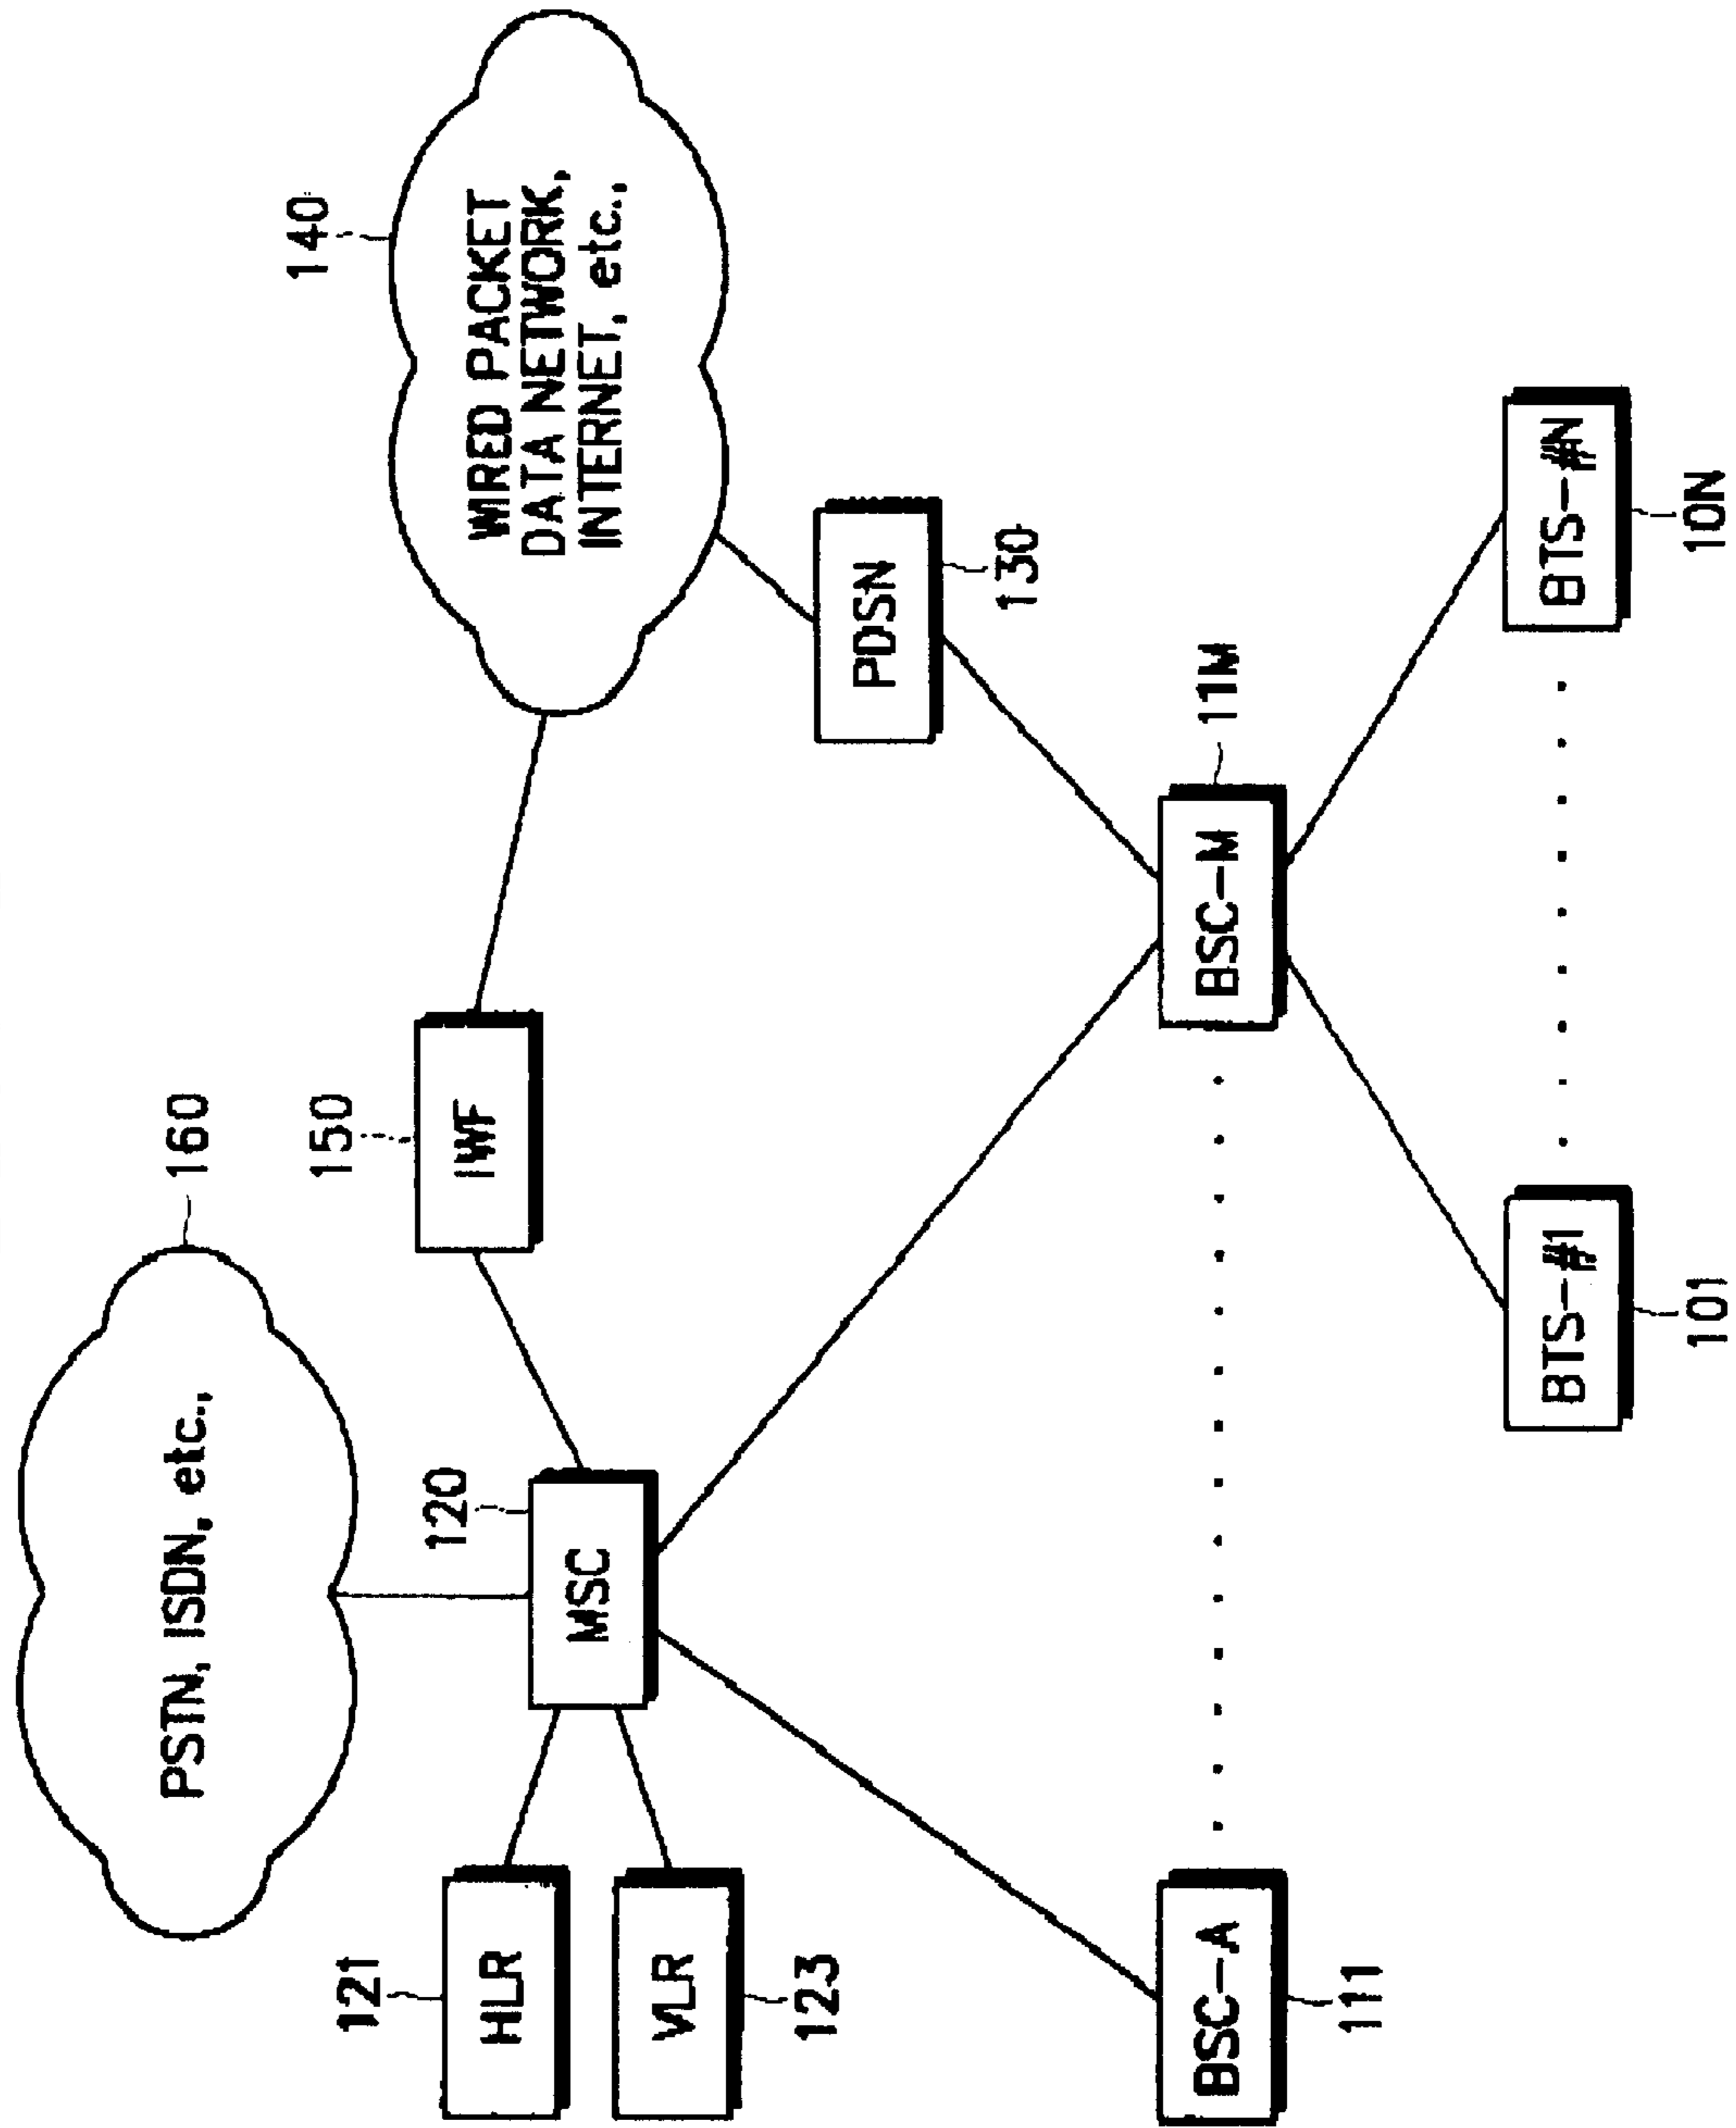 160
PSTN, ISDN, etc.,
140
WIRED PACKET
DATA NETWORK,
INTERNET, etc.,
150
IWF
120
MSC
121
HLR
VLR
123
PDSN
130
BSC-A
111
BSC-M
11M
BTS-#1
101
BTS-#N
10N